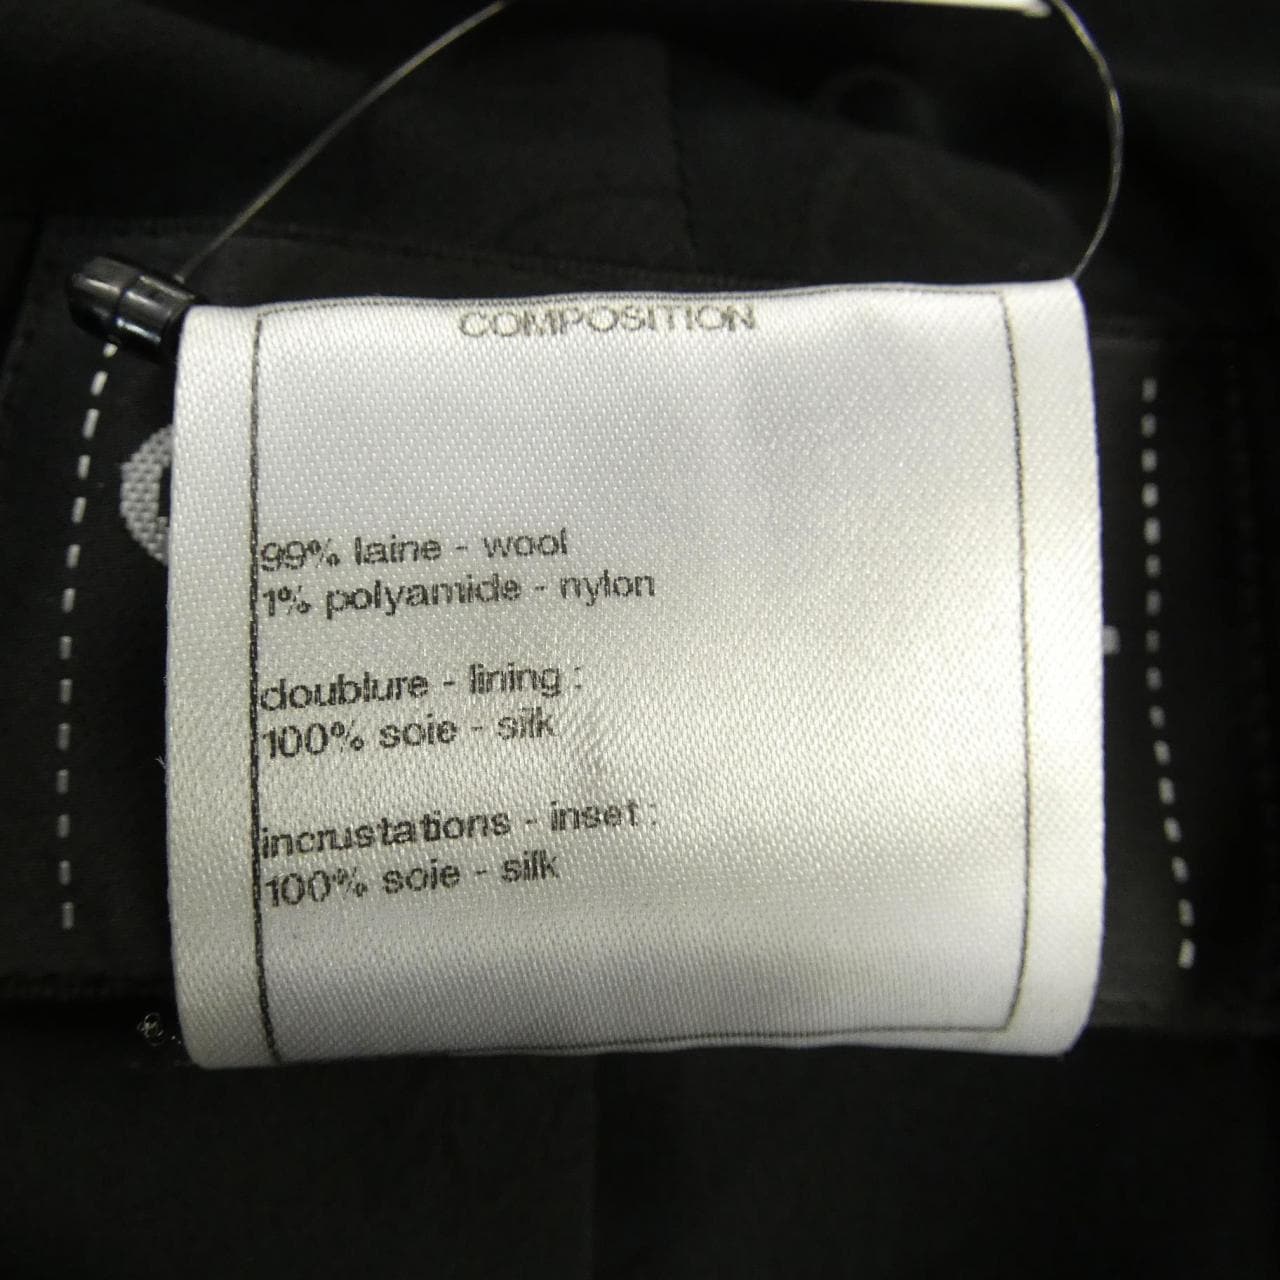 COMPOSITION
99% laine - wool
1% polyamide - nylon
doublure - lining :
100% soie - silk
incrustations - inset :
100% soie - silk